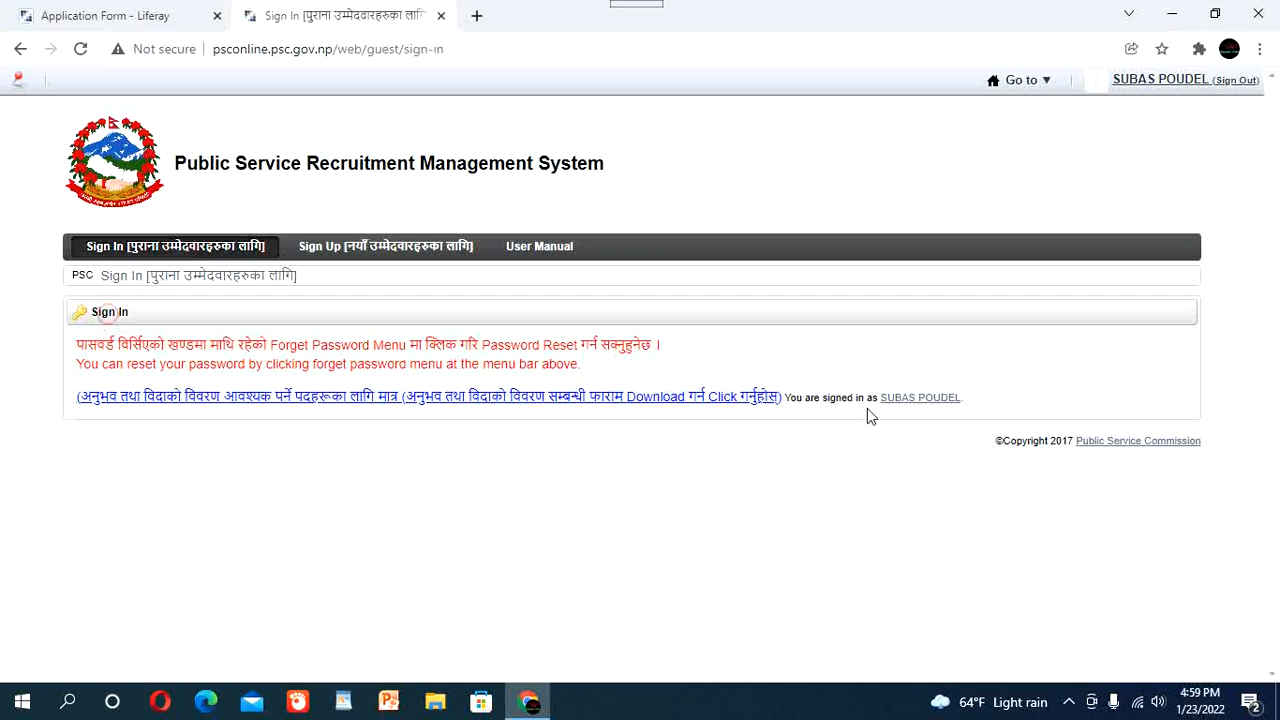 Application Form - Liferay
Sign In [पुराना उम्मेदवारहरुका लागि
Not secure
psconline.psc.gov.np/web/guest/sign-in
Go to
SUBAS POUDEL (Sign Out)
Public Service Recruitment Management System
Sign In [पुराना उम्मेदवारहरुका लागि]
Sign Up [नयाँ उम्मेदवारहरुका लागि]
User Manual
PSC Sign In [पुराना उम्मेदवारहरुका लागि]
Sign In
पासवर्ड विर्सिएको खण्डमा माथि रहेको Forget Password Menu मा क्लिक गरि Password Reset गर्न सक्नुहुनेछ ।
You can reset your password by clicking forget password menu at the menu bar above.
(अनुभव तथा विदाको विवरण आवश्यक पर्ने पदहरूका लागि मात्र (अनुभव तथा विदाको विवरण सम्बन्धी फाराम Download गर्न Click गर्नुहोस्) You are signed in as SUBAS POUDEL.
©Copyright 2017 Public Service Commission
64°F Light rain
4:59 PM
1/23/2022
2